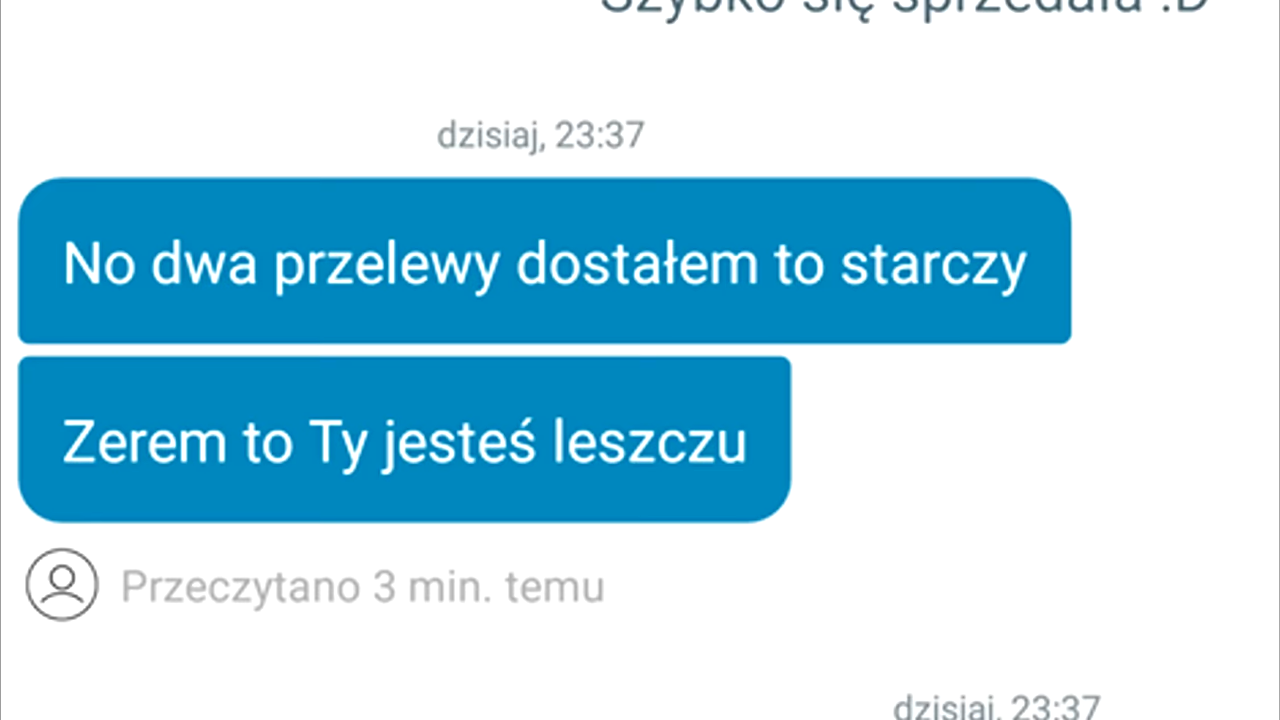 Szybko się sprzedała :D
dzisiaj, 23:37
No dwa przelewy dostałem to starczy
Zerem to Ty jesteś leszczu
Przeczytano 3 min. temu
dzisiaj, 23:37